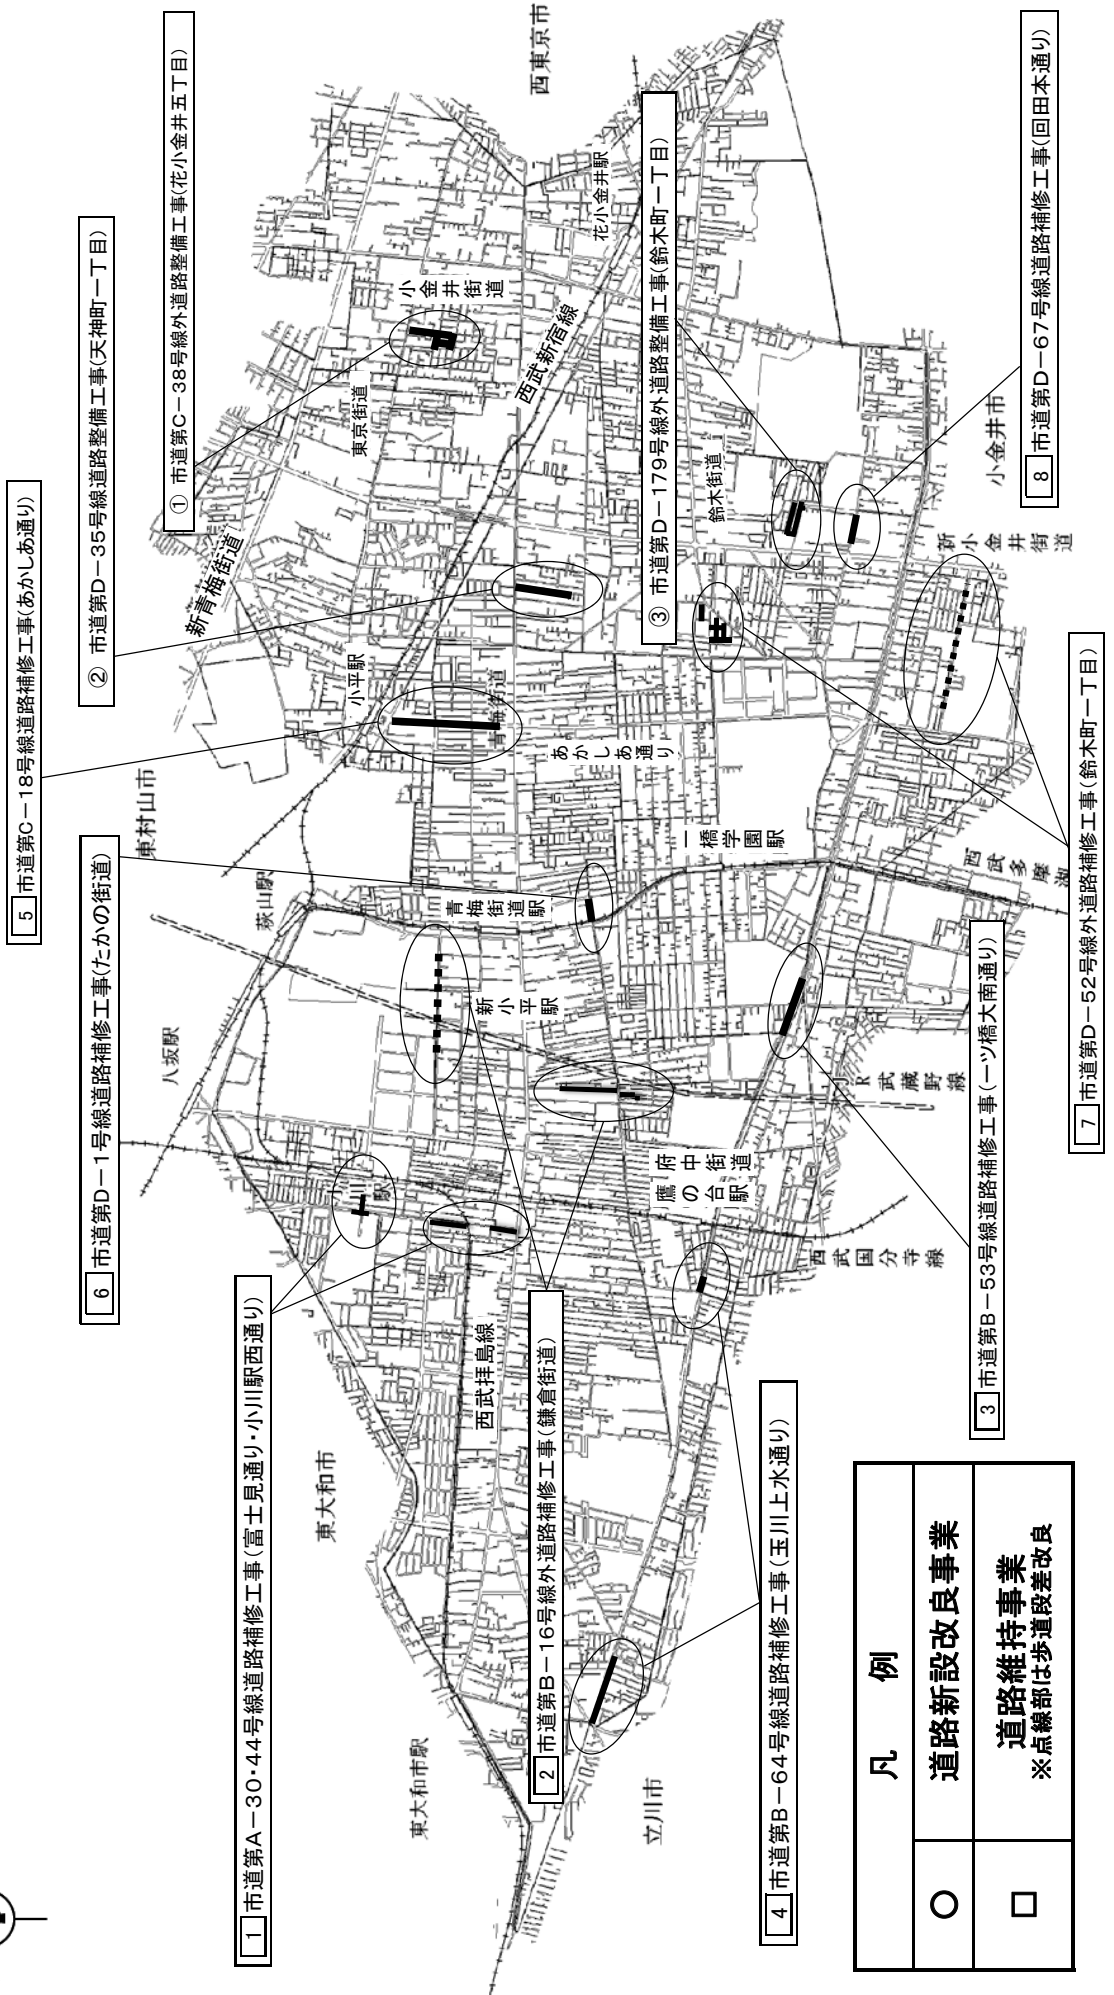 ① 市道第C－38号線外道路整備工事(花小金井五丁目)
② 市道第D－35号線道路整備工事(天神町一丁目)
③ 市道第D－179号線外道路整備工事(鈴木町一丁目)
1 市道第A－30・44号線道路補修工事(富士見通り・小川駅西通り)
2 市道第B－16号線外道路補修工事(鎌倉街道)
3 市道第B－53号線道路補修工事(一ツ橋大南通り)
4 市道第B－64号線道路補修工事(玉川上水通り)
5 市道第C－18号線道路補修工事(あかしあ通り)
6 市道第D－1号線道路補修工事(たかの街道)
7 市道第D－52号線外道路補修工事(鈴木町一丁目)
8 市道第D－67号線道路補修工事(回田本通り)
東村山市
東大和市
東大和市駅
立川市
小金井市
西東京市
八坂駅
萩山駅
小平駅
新青梅街道
東京街道
小金井街道
西武新宿線
花小金井駅
鈴木街道
新小金井街道
青梅街道
あかしあ通り
一橋学園駅
青梅街道駅
新小平駅
西武多摩湖
JR武蔵野線
府中街道
鷹の台駅
西武国分寺線
小川駅
西武拝島線
凡 例
○ 道路新設改良事業
□ 道路維持事業
※点線部は歩道段差改良